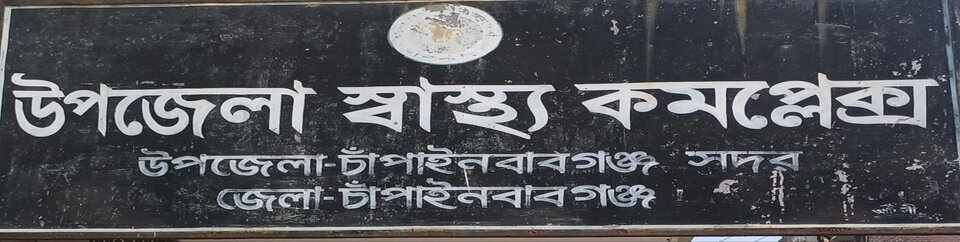 উপজেলা স্বাস্থ্য কমপ্লেক্স
উপজেলা-চাঁপাইনবাবগঞ্জ সদর
জেলা-চাঁপাইনবাবগঞ্জ